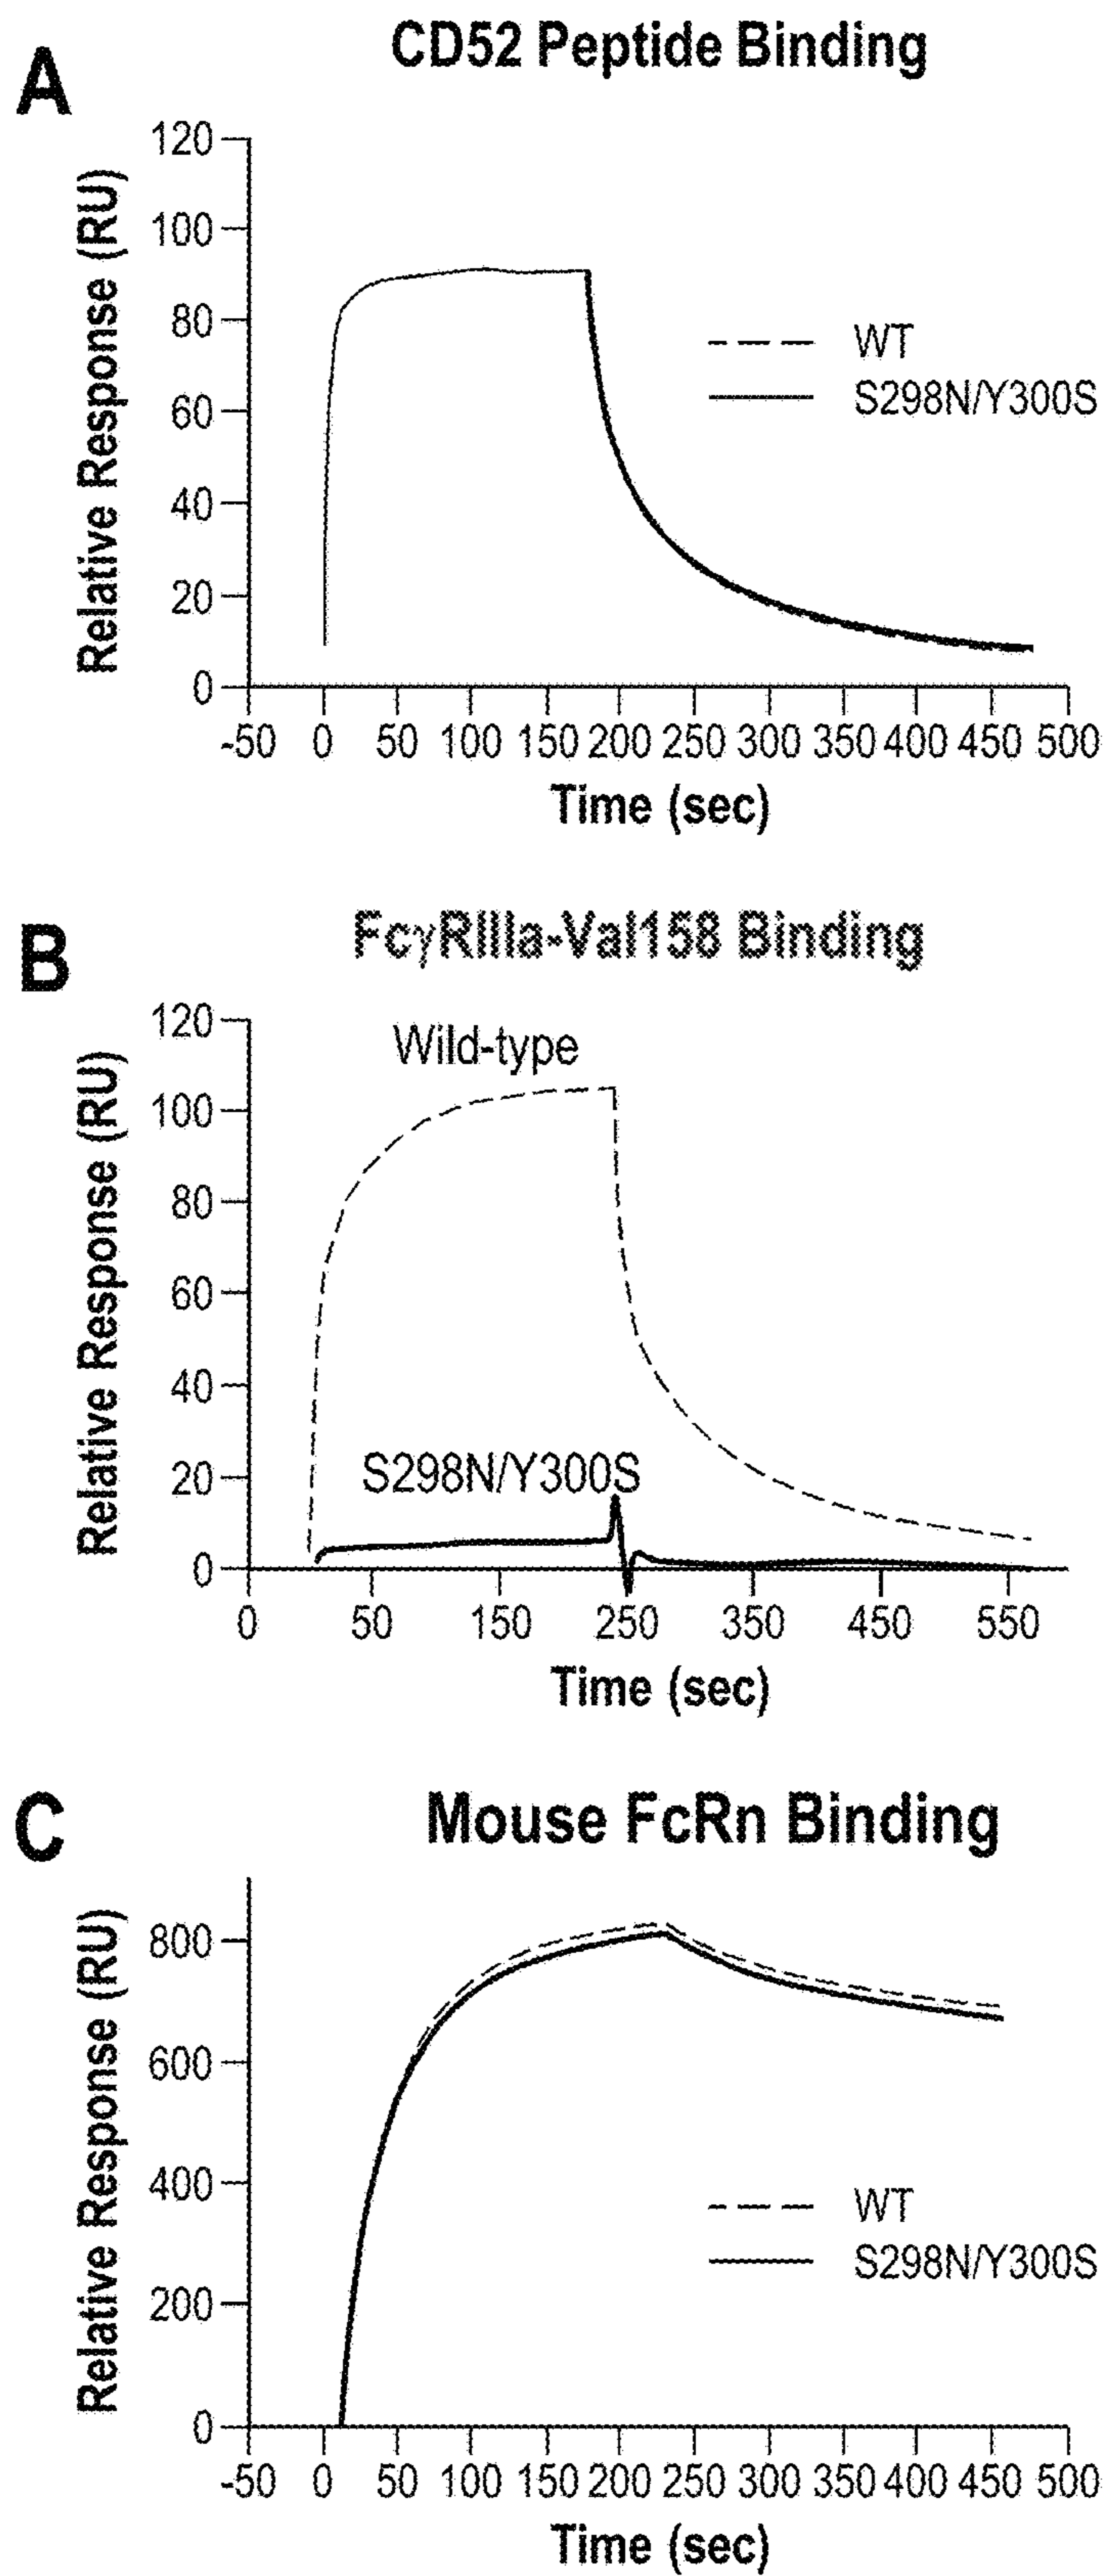 A
CD52 Peptide Binding
Relative Response (RU)
120
100
80
60
40
20
0
WT
S298N/Y300S
-50 0 50 100 150 200 250 300 350 400 450 500
Time (sec)
B
FcγRIIIa-Val158 Binding
Relative Response (RU)
120
100
80
60
40
20
0
Wild-type
S298N/Y300S
0 50 150 250 350 450 550
Time (sec)
C
Mouse FcRn Binding
Relative Response (RU)
800
600
400
200
0
WT
S298N/Y300S
-50 0 50 100 150 200 250 300 350 400 450 500
Time (sec)